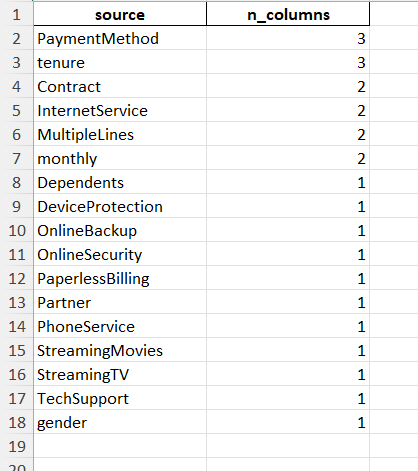 1 source n_columns
2 PaymentMethod 3
3 tenure 3
4 Contract 2
5 InternetService 2
6 MultipleLines 2
7 monthly 2
8 Dependents 1
9 DeviceProtection 1
10 OnlineBackup 1
11 OnlineSecurity 1
12 PaperlessBilling 1
13 Partner 1
14 PhoneService 1
15 StreamingMovies 1
16 StreamingTV 1
17 TechSupport 1
18 gender 1
19
20